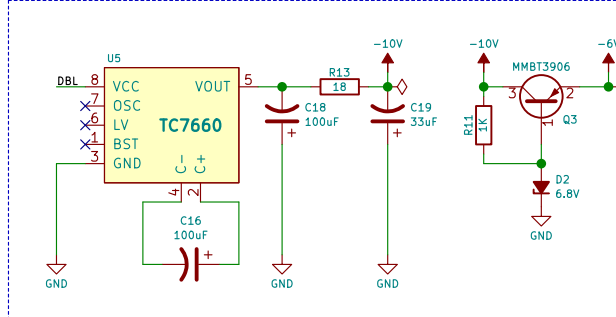 U5
DBL
8
VCC
7
OSC
6
LV
1
BST
3
GND
TC7660
VOUT
5
C-
C+
4
2
C16
100uF
+
GND
C18
100uF
+
GND
R13
18
-10V
C19
33uF
+
GND
-10V
R11
1K
MMBT3906
3
2
1
Q3
-6V
D2
6.8V
GND